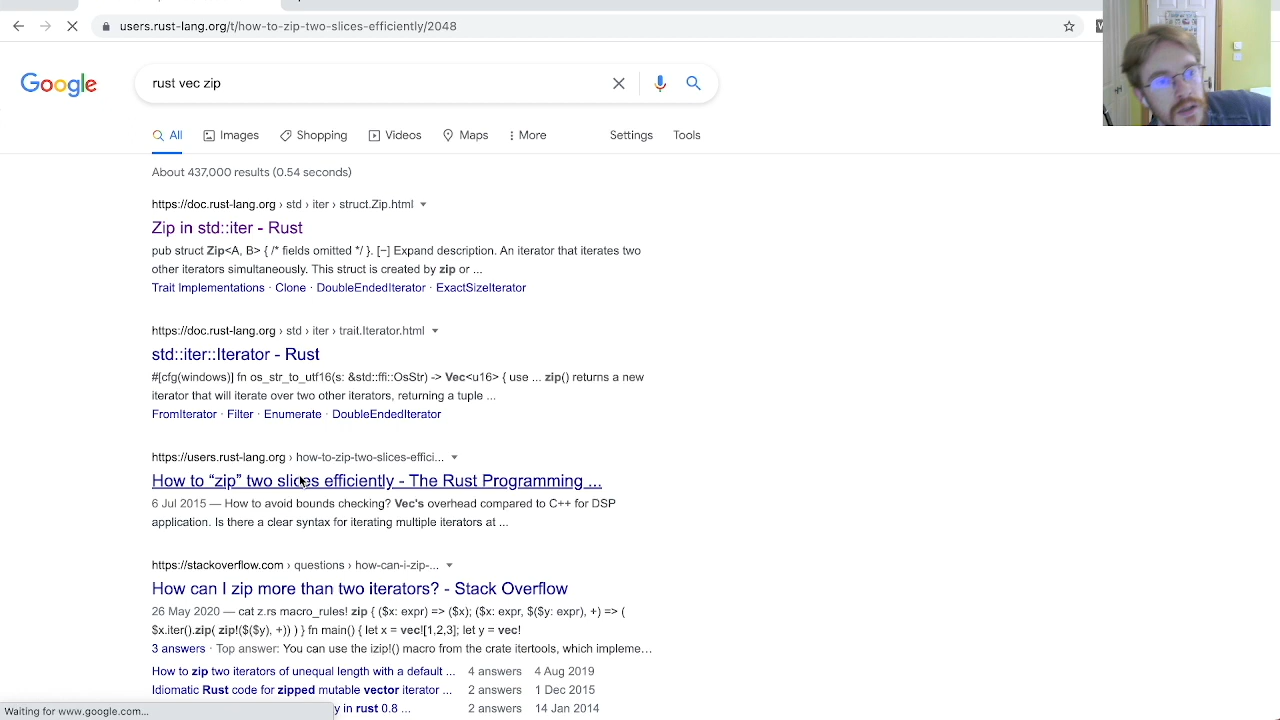 users.rust-lang.org/t/how-to-zip-two-slices-efficiently/2048
Google
rust vec zip
All Images Shopping Videos Maps More Settings Tools
About 437,000 results (0.54 seconds)
https://doc.rust-lang.org › std › iter › struct.Zip.html
Zip in std::iter - Rust
pub struct Zip<A, B> { /* fields omitted */ }. [−] Expand description. An iterator that iterates two
other iterators simultaneously. This struct is created by zip or ...
Trait Implementations · Clone · DoubleEndedIterator · ExactSizeIterator
https://doc.rust-lang.org › std › iter › trait.Iterator.html
std::iter::Iterator - Rust
#[cfg(windows)] fn os_str_to_utf16(s: &std::ffi::OsStr) -> Vec<u16> { use ... zip() returns a new
iterator that will iterate over two other iterators, returning a tuple ...
FromIterator · Filter · Enumerate · DoubleEndedIterator
https://users.rust-lang.org › how-to-zip-two-slices-effici...
How to “zip” two slices efficiently - The Rust Programming ...
6 Jul 2015 — How to avoid bounds checking? Vec's overhead compared to C++ for DSP
application. Is there a clear syntax for iterating multiple iterators at ...
https://stackoverflow.com › questions › how-can-i-zip-...
How can I zip more than two iterators? - Stack Overflow
26 May 2020 — cat z.rs macro_rules! zip { ($x: expr) => ($x); ($x: expr, $($y: expr), +) => (
$x.iter().zip( zip!($($y), +)) ) } fn main() { let x = vec![1,2,3]; let y = vec!
3 answers · Top answer: You can use the izip!() macro from the crate itertools, which impleme...
How to zip two iterators of unequal length with a default ... 4 answers 4 Aug 2019
Idiomatic Rust code for zipped mutable vector iterator ... 2 answers 1 Dec 2015
y in rust 0.8 ... 2 answers 14 Jan 2014
Waiting for www.google.com...